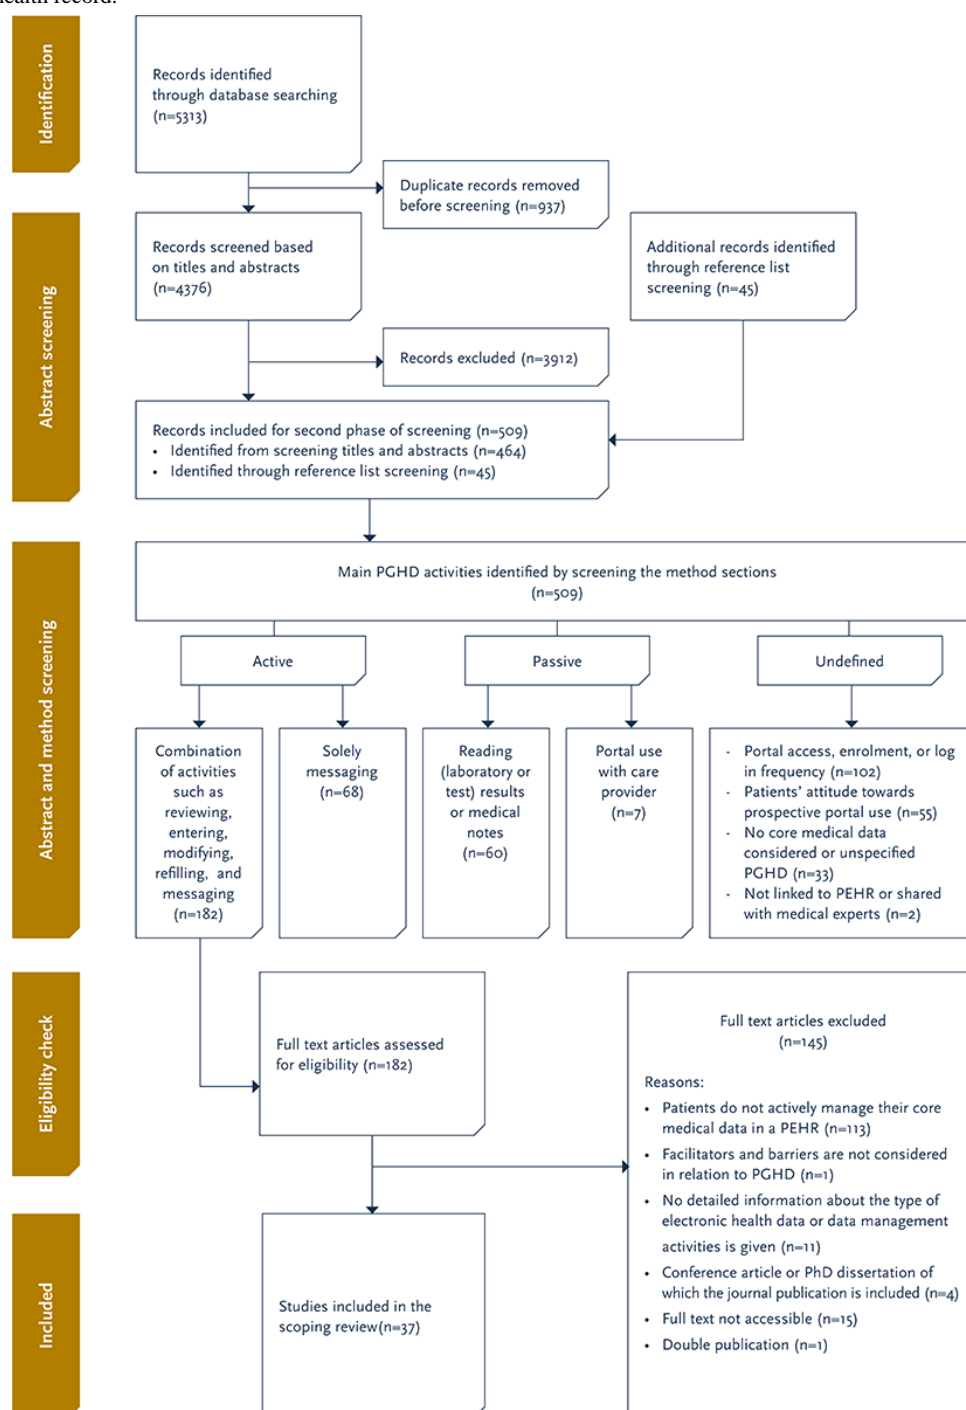 health record.
Identification
Records identified
through database searching
(n=5313)
Duplicate records removed
before screening (n=937)
Abstract screening
Records screened based
on titles and abstracts
(n=4376)
Additional records identified
through reference list
screening (n=45)
Records excluded (n=3912)
Records included for second phase of screening (n=509)
• Identified from screening titles and abstracts (n=464)
• Identified through reference list screening (n=45)
Abstract and method screening
Main PGHD activities identified by screening the method sections
(n=509)
Active
Passive
Undefined
Combination
of activities
such as
reviewing,
entering,
modifying,
refilling, and
messaging
(n=182)
Solely
messaging
(n=68)
Reading
(laboratory or
test) results
or medical
notes
(n=60)
Portal use
with care
provider
(n=7)
- Portal access, enrolment, or log
in frequency (n=102)
- Patients' attitude towards
prospective portal use (n=55)
- No core medical data
considered or unspecified
PGHD (n=33)
- Not linked to PEHR or shared
with medical experts (n=2)
Eligibility check
Full text articles assessed
for eligibility (n=182)
Full text articles excluded
(n=145)
Reasons:
• Patients do not actively manage their core
medical data in a PEHR (n=113)
• Facilitators and barriers are not considered
in relation to PGHD (n=1)
• No detailed information about the type of
electronic health data or data management
activities is given (n=11)
• Conference article or PhD dissertation of
which the journal publication is included (n=4)
• Full text not accessible (n=15)
• Double publication (n=1)
Included
Studies included in the
scoping review(n=37)